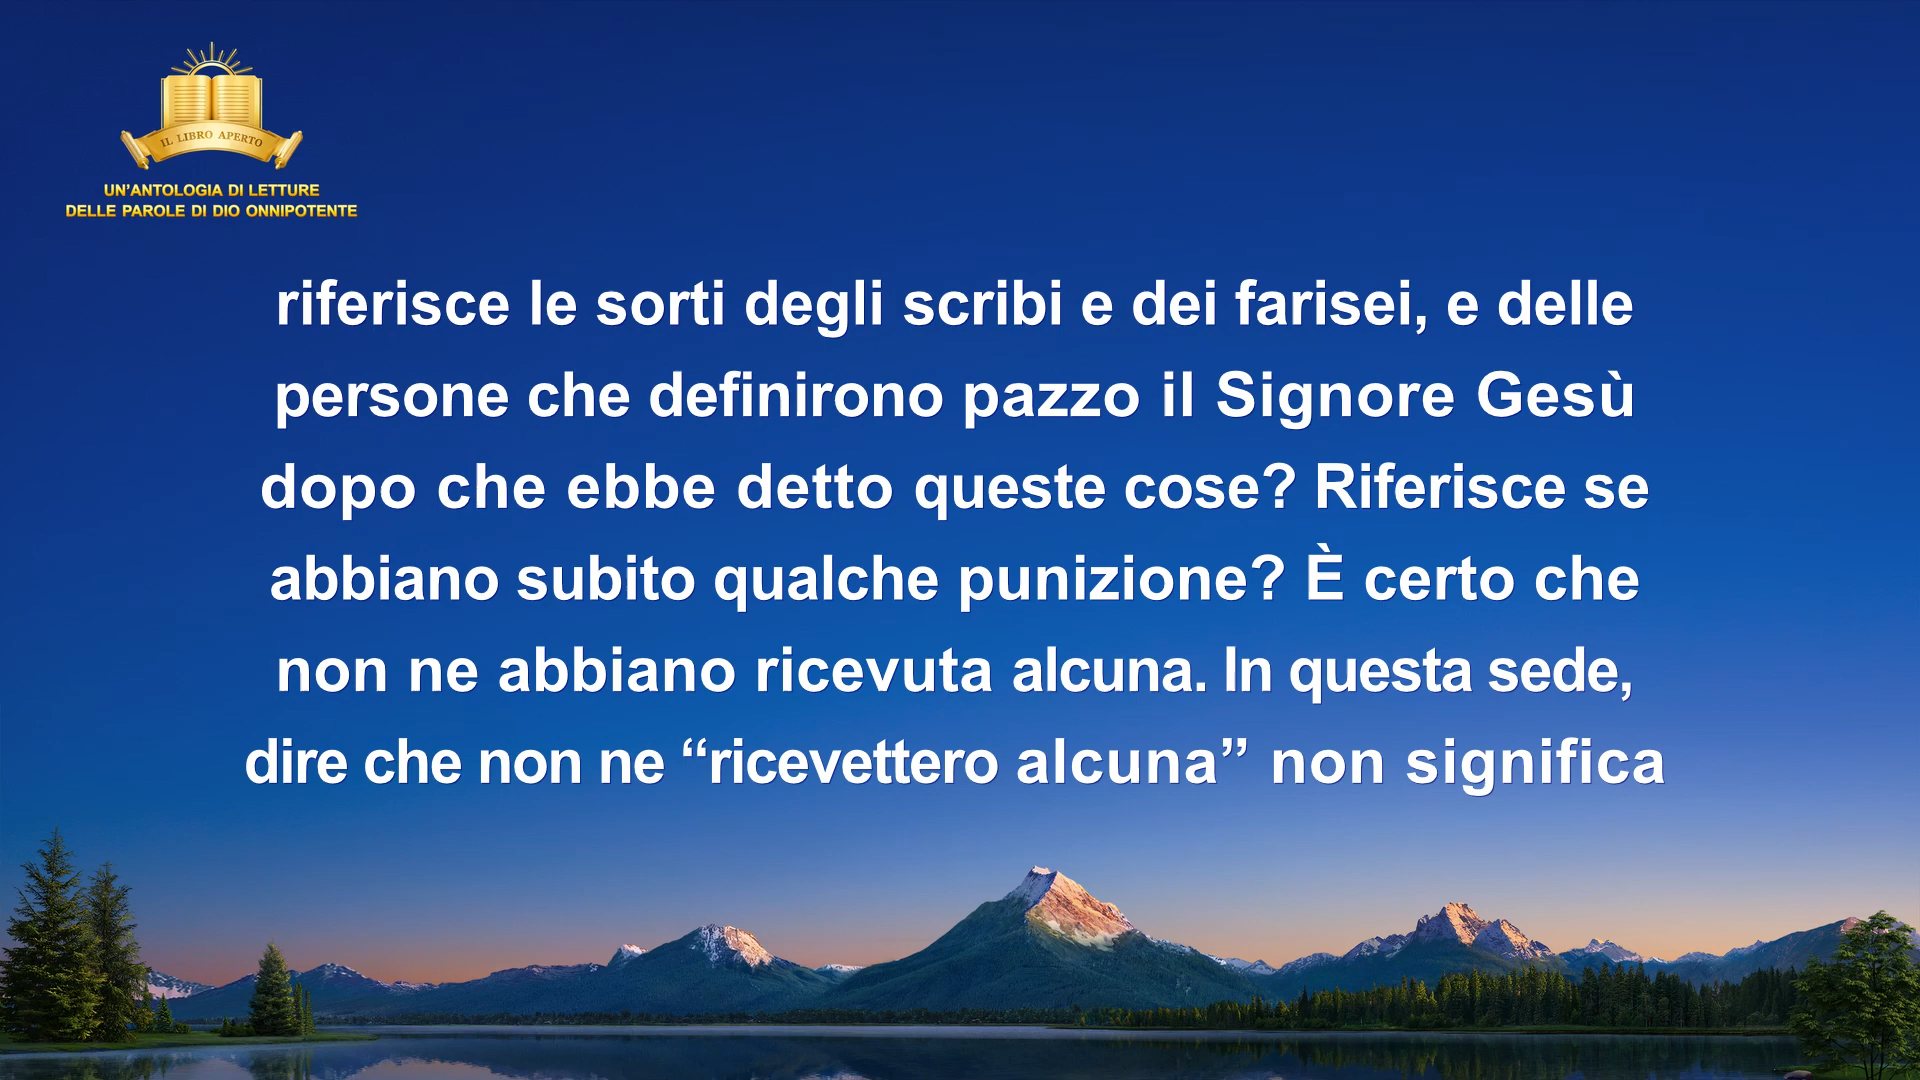 IL LIBRO APERTO
UN’ANTOLOGIA DI LETTURE
DELLE PAROLE DI DIO ONNIPOTENTE
riferisce le sorti degli scribi e dei farisei, e delle
persone che definirono pazzo il Signore Gesù
dopo che ebbe detto queste cose? Riferisce se
abbiano subito qualche punizione? È certo che
non ne abbiano ricevuta alcuna. In questa sede,
dire che non ne “ricevettero alcuna” non significa